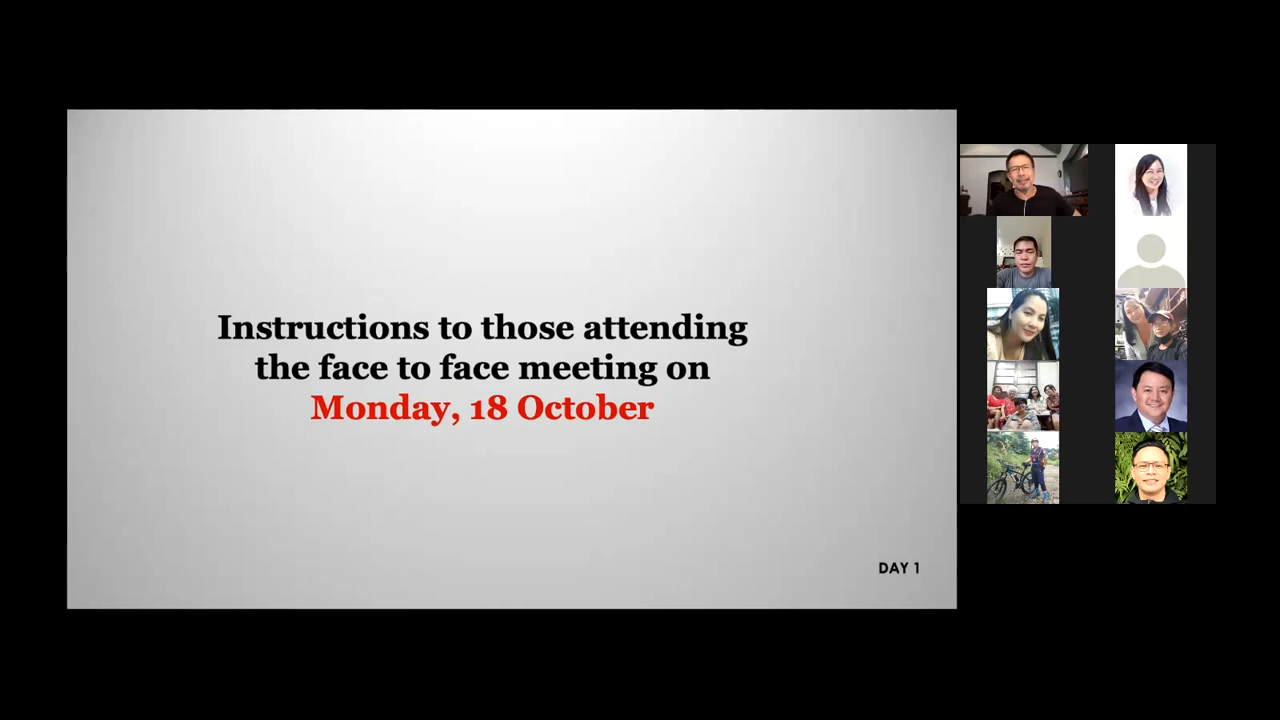 Instructions to those attending
the face to face meeting on
Monday, 18 October
DAY 1